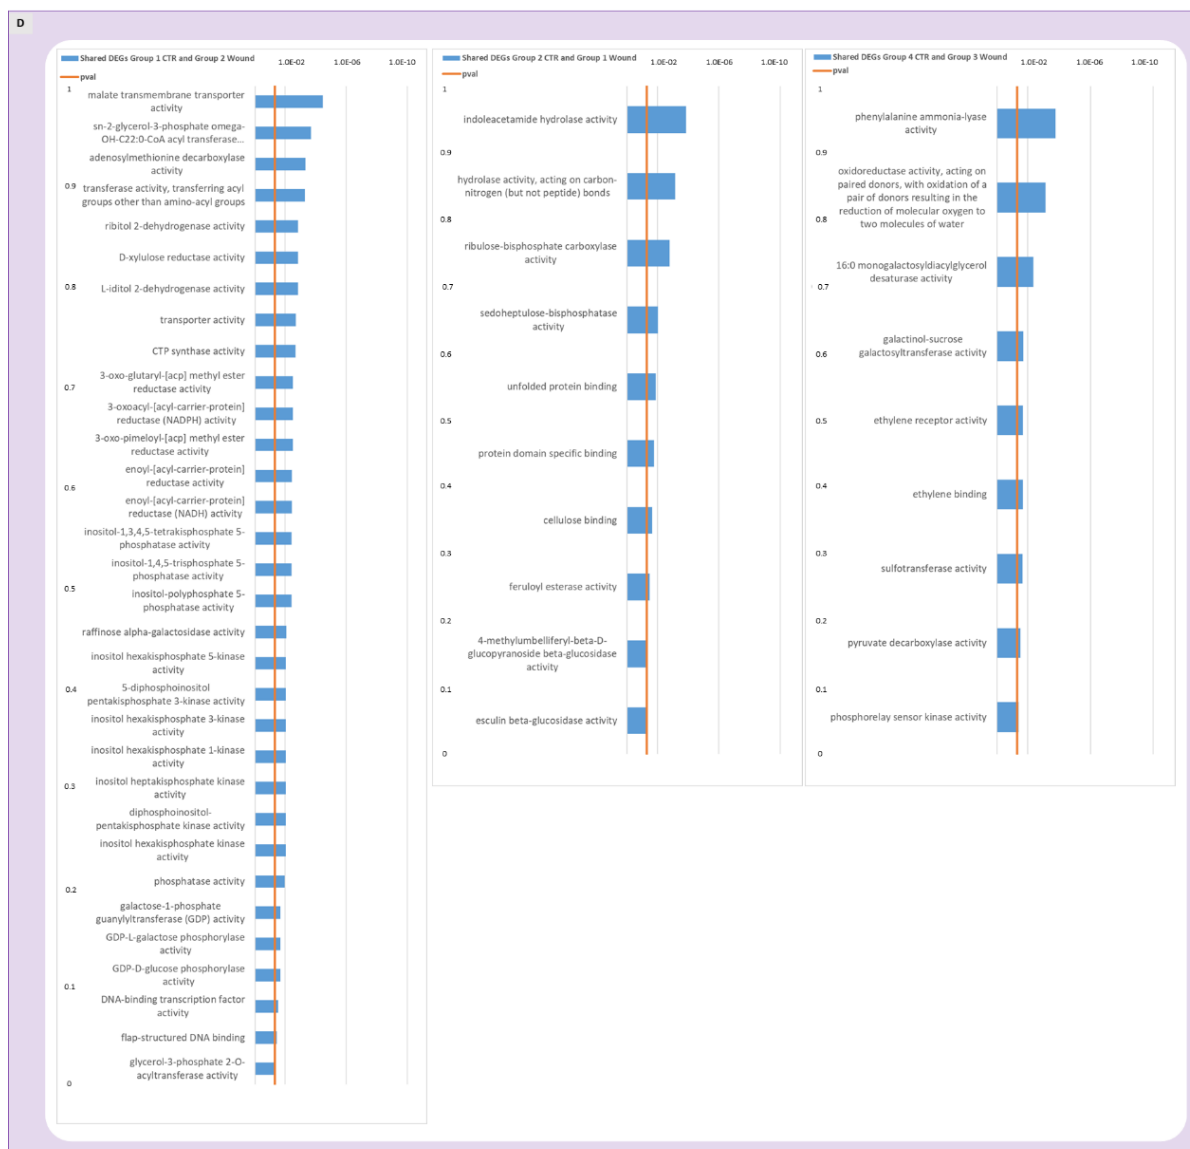 D
Shared DEGs Group 1 CTR and Group 2 Wound
1.0E-02 1.0E-06 1.0E-10
pval
1
malate transmembrane transporter
activity
sn-2-glycerol-3-phosphate omega-
OH-C22:0-CoA acyl transferase...
adenosylmethionine decarboxylase
activity
0.9
transferase activity, transferring acyl
groups other than amino-acyl groups
ribitol 2-dehydrogenase activity
D-xylulose reductase activity
0.8
L-iditol 2-dehydrogenase activity
transporter activity
CTP synthase activity
3-oxo-glutaryl-[acp] methyl ester
reductase activity
0.7
3-oxoacyl-[acyl-carrier-protein]
reductase (NADPH) activity
3-oxo-pimeloyl-[acp] methyl ester
reductase activity
enoyl-[acyl-carrier-protein]
reductase activity
0.6
enoyl-[acyl-carrier-protein]
reductase (NADH) activity
inositol-1,3,4,5-tetrakisphosphate 5-
phosphatase activity
inositol-1,4,5-trisphosphate 5-
phosphatase activity
0.5
inositol-polyphosphate 5-
phosphatase activity
raffinose alpha-galactosidase activity
inositol hexakisphosphate 5-kinase
activity
0.4
5-diphosphoinositol
pentakisphosphate 3-kinase activity
inositol hexakisphosphate 3-kinase
activity
inositol hexakisphosphate 1-kinase
activity
0.3
inositol heptakisphosphate kinase
activity
diphosphoinositol-
pentakisphosphate kinase activity
inositol hexakisphosphate kinase
activity
phosphatase activity
0.2
galactose-1-phosphate
guanylyltransferase (GDP) activity
GDP-L-galactose phosphorylase
activity
GDP-D-glucose phosphorylase
activity
0.1
DNA-binding transcription factor
activity
flap-structured DNA binding
glycerol-3-phosphate 2-O-
acyltransferase activity
0
Shared DEGs Group 2 CTR and Group 1 Wound
1.0E-02 1.0E-06 1.0E-10
pval
1
indoleacetamide hydrolase activity
0.9
hydrolase activity, acting on carbon-
nitrogen (but not peptide) bonds
0.8
ribulose-bisphosphate carboxylase
activity
0.7
sedoheptulose-bisphosphatase
activity
0.6
unfolded protein binding
0.5
protein domain specific binding
0.4
cellulose binding
0.3
feruloyl esterase activity
0.2
4-methylumbelliferyl-beta-D-
glucopyranoside beta-glucosidase
activity
0.1
esculin beta-glucosidase activity
0
Shared DEGs Group 4 CTR and Group 3 Wound
1.0E-02 1.0E-06 1.0E-10
pval
1
phenylalanine ammonia-lyase
activity
0.9
oxidoreductase activity, acting on
paired donors, with oxidation of a
pair of donors resulting in the
reduction of molecular oxygen to
two molecules of water
0.8
16:0 monogalactosyldiacylglycerol
desaturase activity
0.7
galactinol-sucrose
galactosyltransferase activity
0.6
ethylene receptor activity
0.5
ethylene binding
0.4
sulfotransferase activity
0.3
0.2
pyruvate decarboxylase activity
0.1
phosphorelay sensor kinase activity
0